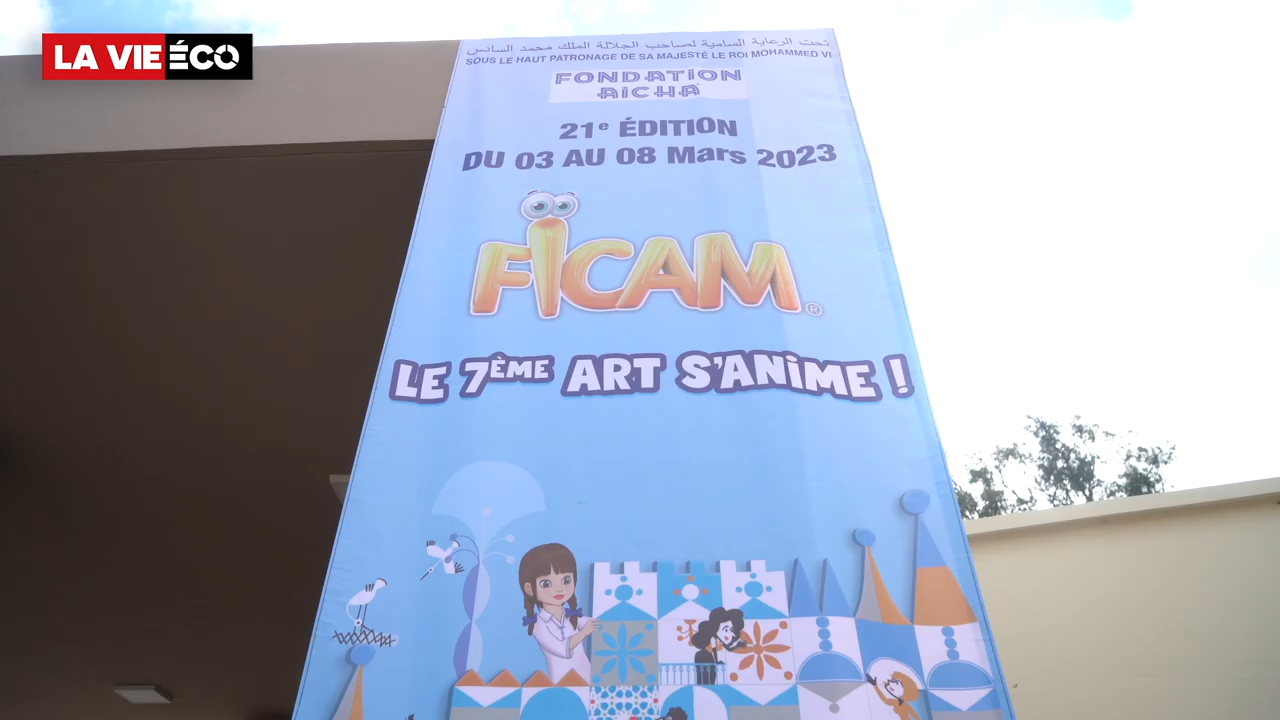 LA VIE ÉCO
تحت الرعاية السامية لصاحب الجلالة الملك محمد السادس
SOUS LE HAUT PATRONAGE DE SA MAJESTÉ LE ROI MOHAMMED VI
FONDATION
AICHA
21e ÉDITION
DU 03 AU 08 Mars 2023
FICAM®
LE 7ÈME ART S'ANIME !